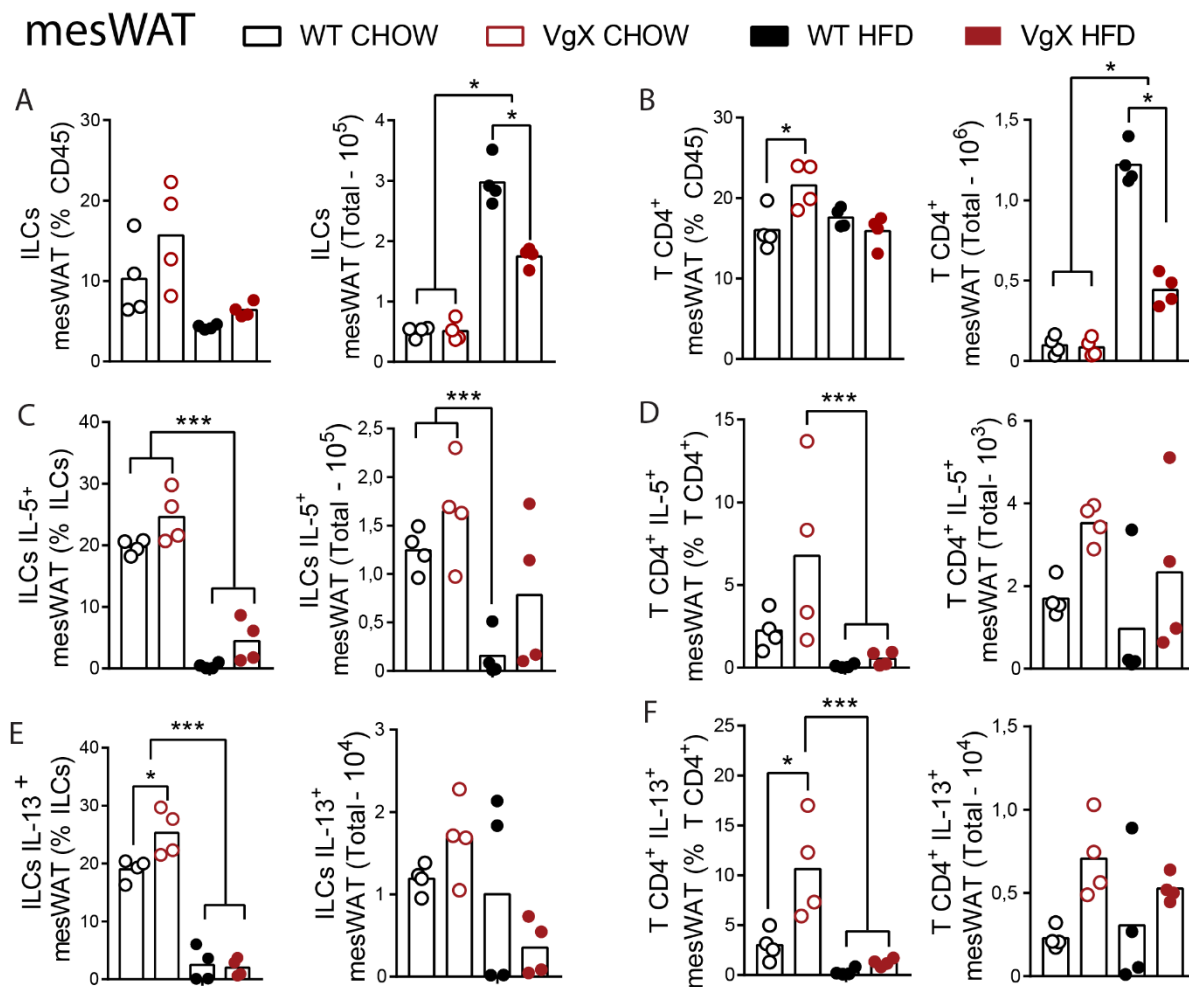 mesWAT
WT CHOW
VgX CHOW
WT HFD
VgX HFD
A
ILCs
mesWAT (% CD45)
40
30
20
10
0
ILCs
mesWAT (Total - 10⁵)
4
3
2
1
0
*
*
B
T CD4⁺
mesWAT (% CD45)
40
30
20
10
0
*
T CD4⁺
mesWAT (Total - 10⁶)
1,5
1,0
0,5
0
*
*
C
ILCs IL-5+
mesWAT (% ILCs)
40
30
20
10
0
***
ILCs IL-5⁺
mesWAT (Total - 10⁵)
2,5
2,0
1,5
1,0
0,5
0
***
D
T CD4⁺ IL-5⁺
mesWAT (% T CD4⁺)
15
10
5
0
***
T CD4⁺ IL-5⁺
mesWAT (Total- 10³)
6
4
2
0
E
ILCs IL-13⁺
mesWAT (% ILCs)
40
30
20
10
0
***
*
ILCs IL-13⁺
mesWAT (Total - 10⁴)
3
2
1
0
F
T CD4⁺ IL-13⁺
mesWAT (% T CD4⁺)
25
20
15
10
5
0
***
*
T CD4⁺ IL-13⁺
mesWAT (Total - 10⁴)
1,5
1,0
0,5
0